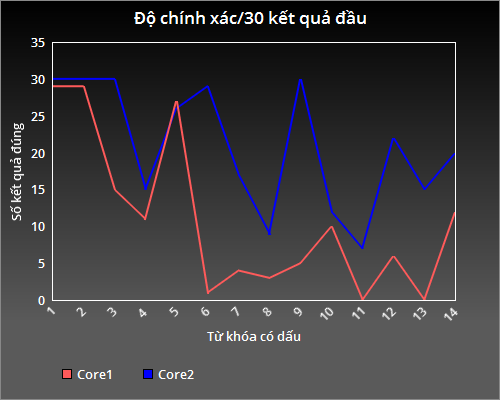 Độ chính xác/30 kết quả đầu
35
30
25
20
15
10
5
0
Số kết quả đúng
1 2 3 4 5 6 7 8 9 10 11 12 13 14
Từ khóa có dấu
Core1 Core2